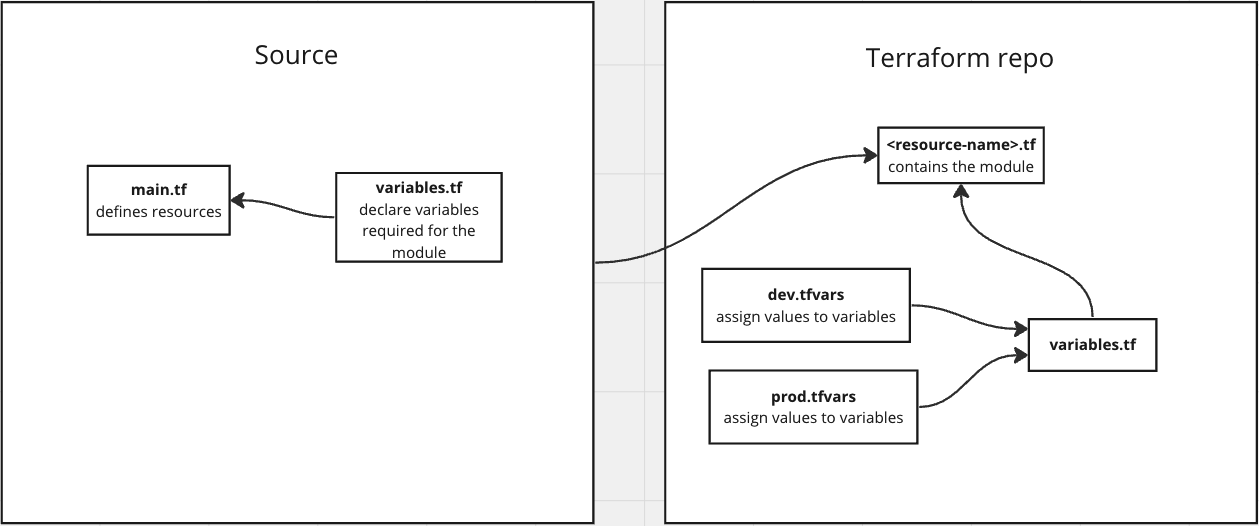 Source
main.tf
defines resources
variables.tf
declare variables
required for the
module
Terraform repo
<resource-name>.tf
contains the module
dev.tfvars
assign values to variables
prod.tfvars
assign values to variables
variables.tf